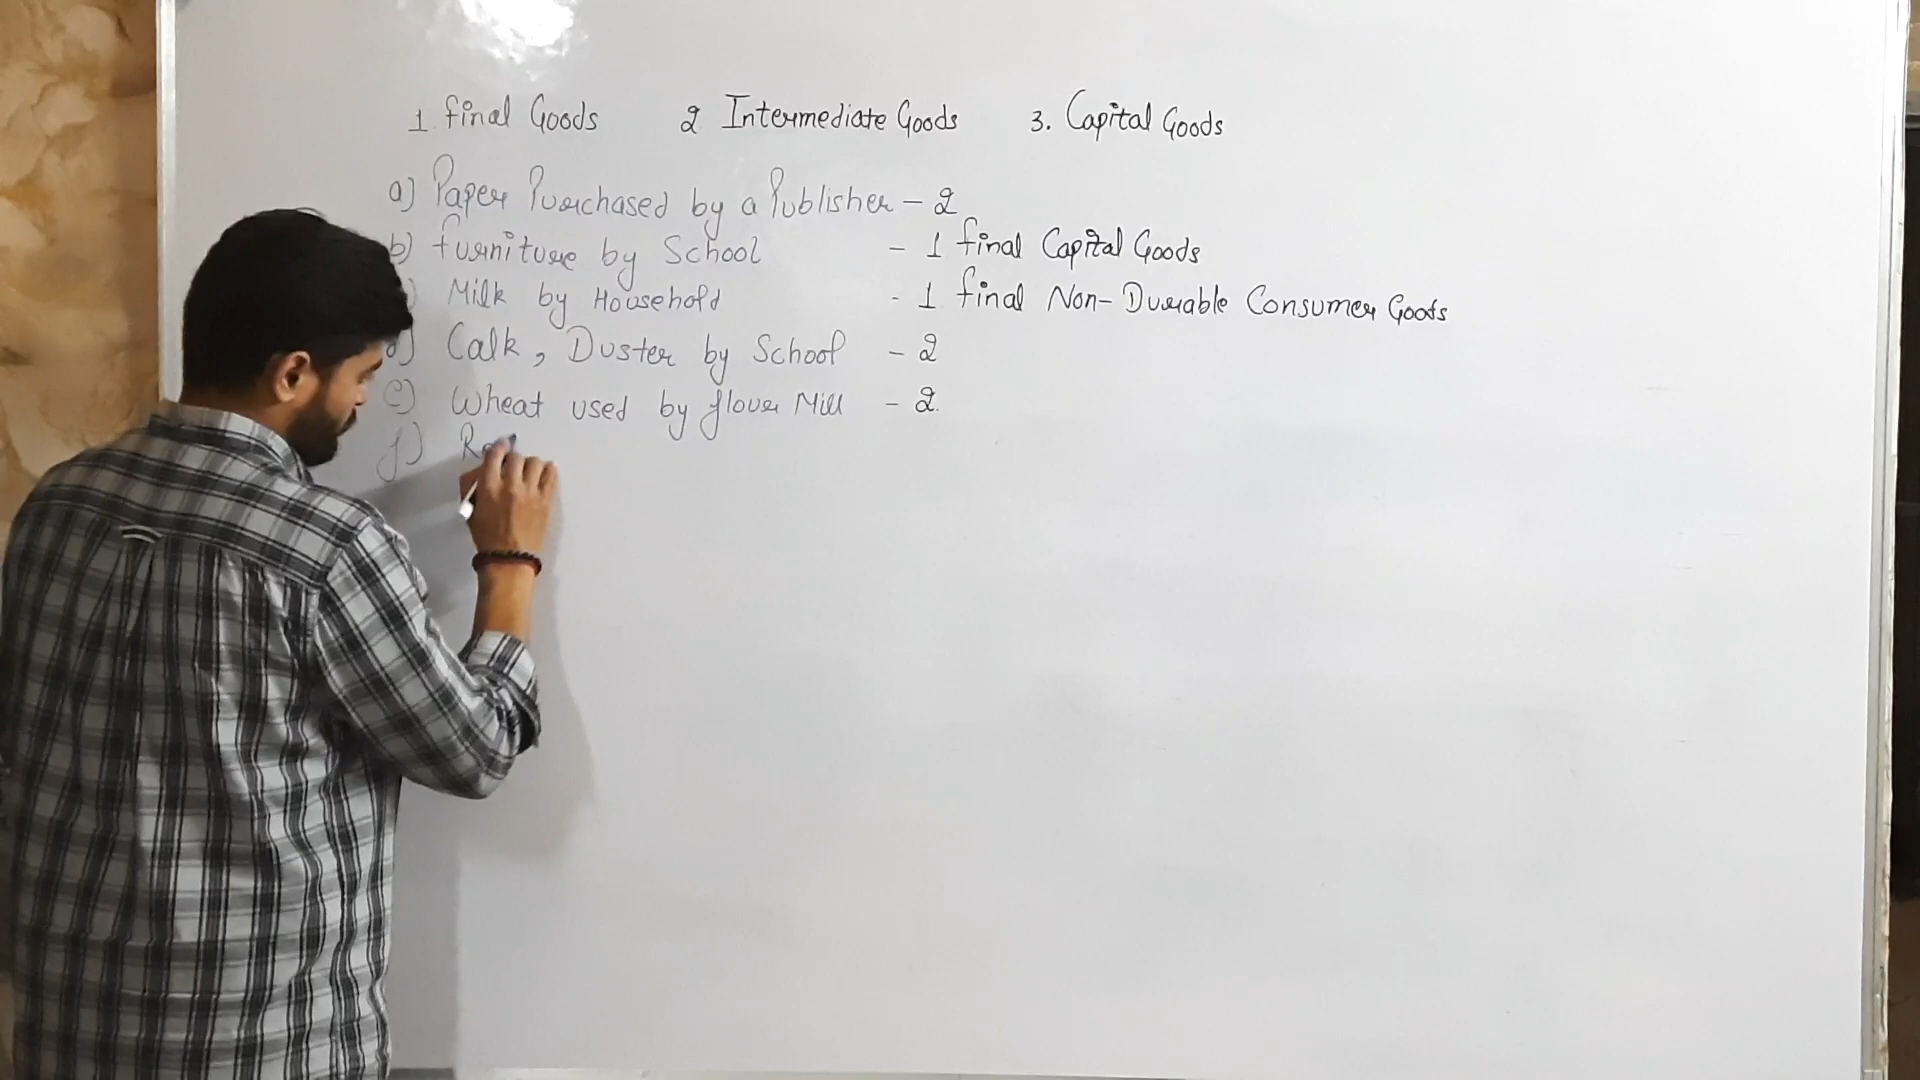 1. Final Goods 2 Intermediate Goods 3. Capital Goods
a) Paper Purchased by a Publisher - 2
b) furniture by School - 1 final Capital Goods
) Milk by Household - 1 final Non-Durable Consumer Goods
d) Calk, Duster by School - 2
e) Wheat used by flour Mill - 2.
f)